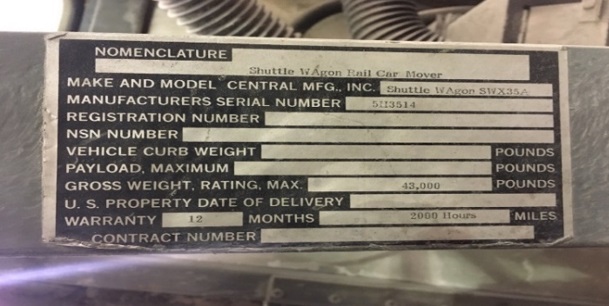 NOMENCLATURE
Shuttle WAgon Rail Car Mover
MAKE AND MODEL CENTRAL MFG., INC. Shuttle WAgon SWX35A
MANUFACTURERS SERIAL NUMBER 5H3514
REGISTRATION NUMBER
NSN NUMBER
VEHICLE CURB WEIGHT POUNDS
PAYLOAD, MAXIMUM POUNDS
GROSS WEIGHT, RATING, MAX. 43,000 POUNDS
U. S. PROPERTY DATE OF DELIVERY
WARRANTY 12 MONTHS 2000 Hours MILES
CONTRACT NUMBER